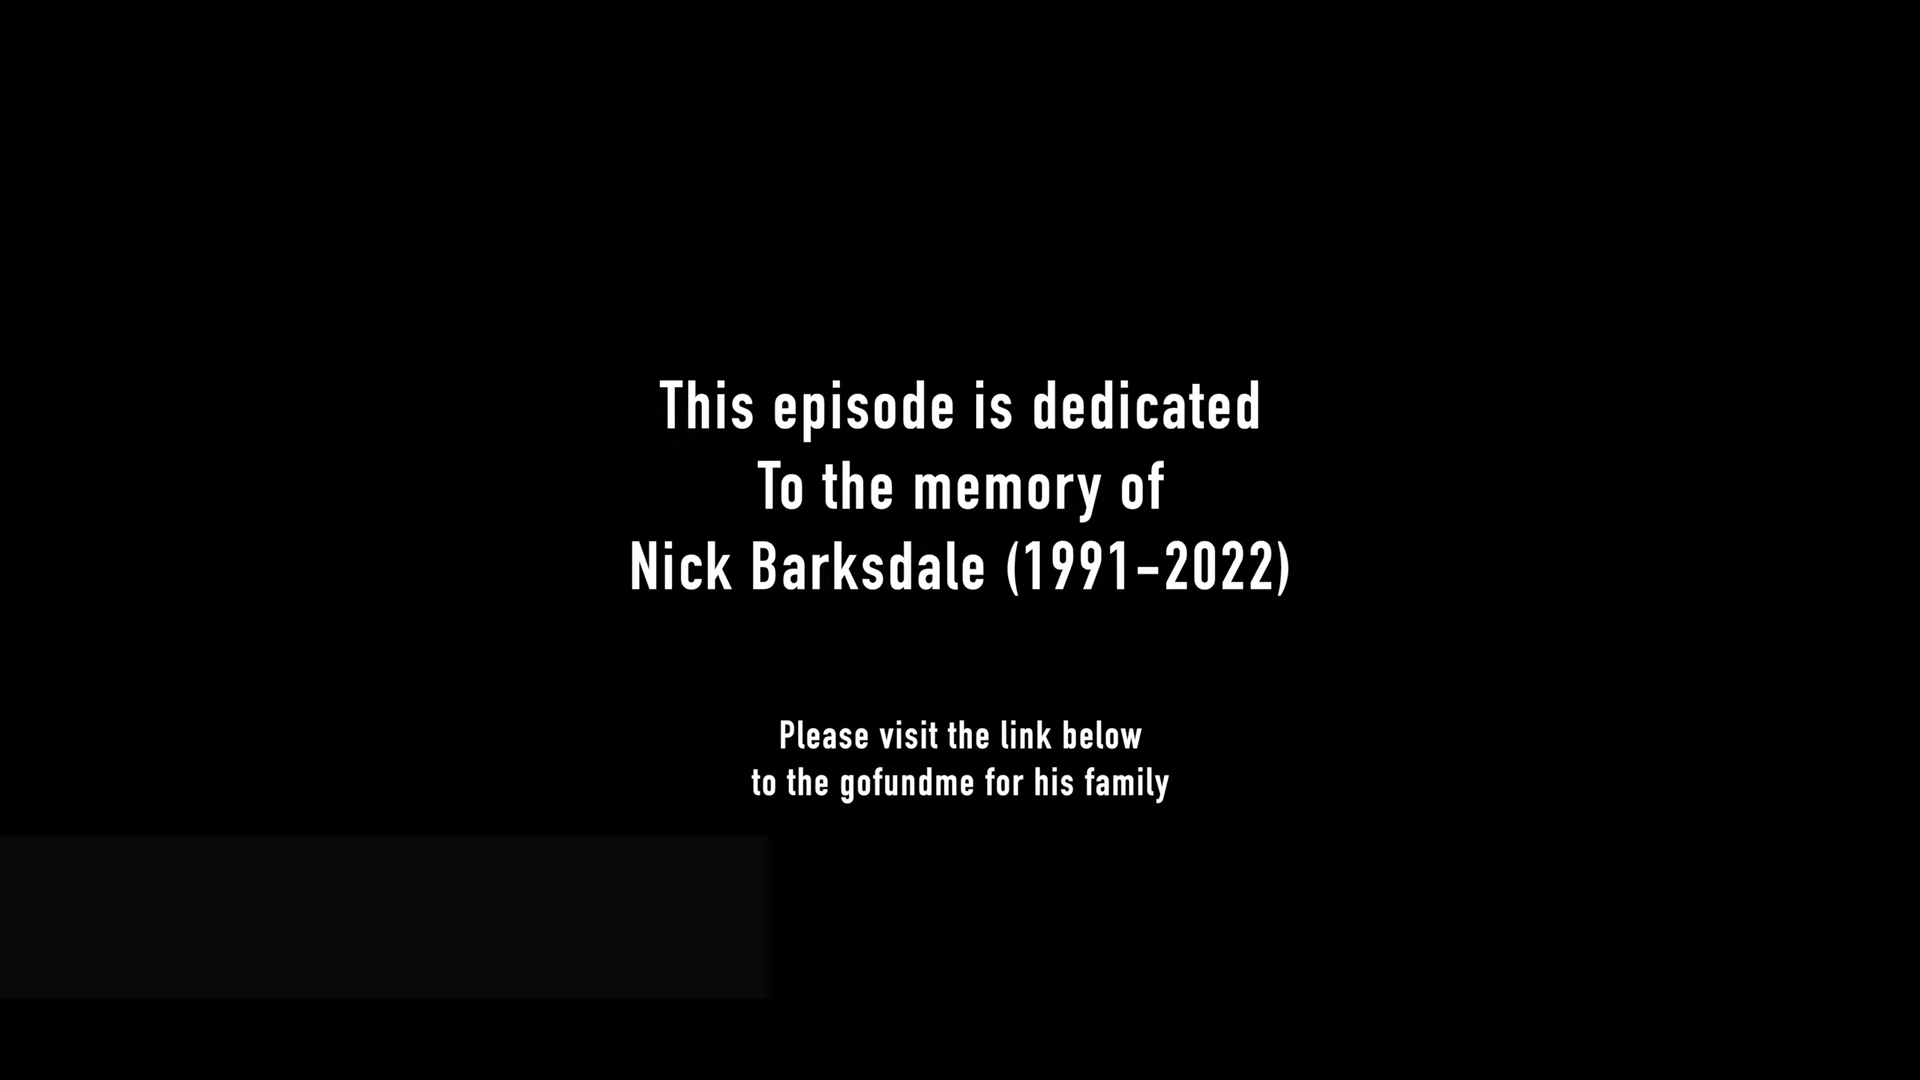 This episode is dedicated
To the memory of
Nick Barksdale (1991-2022)
Please visit the link below
to the gofundme for his family